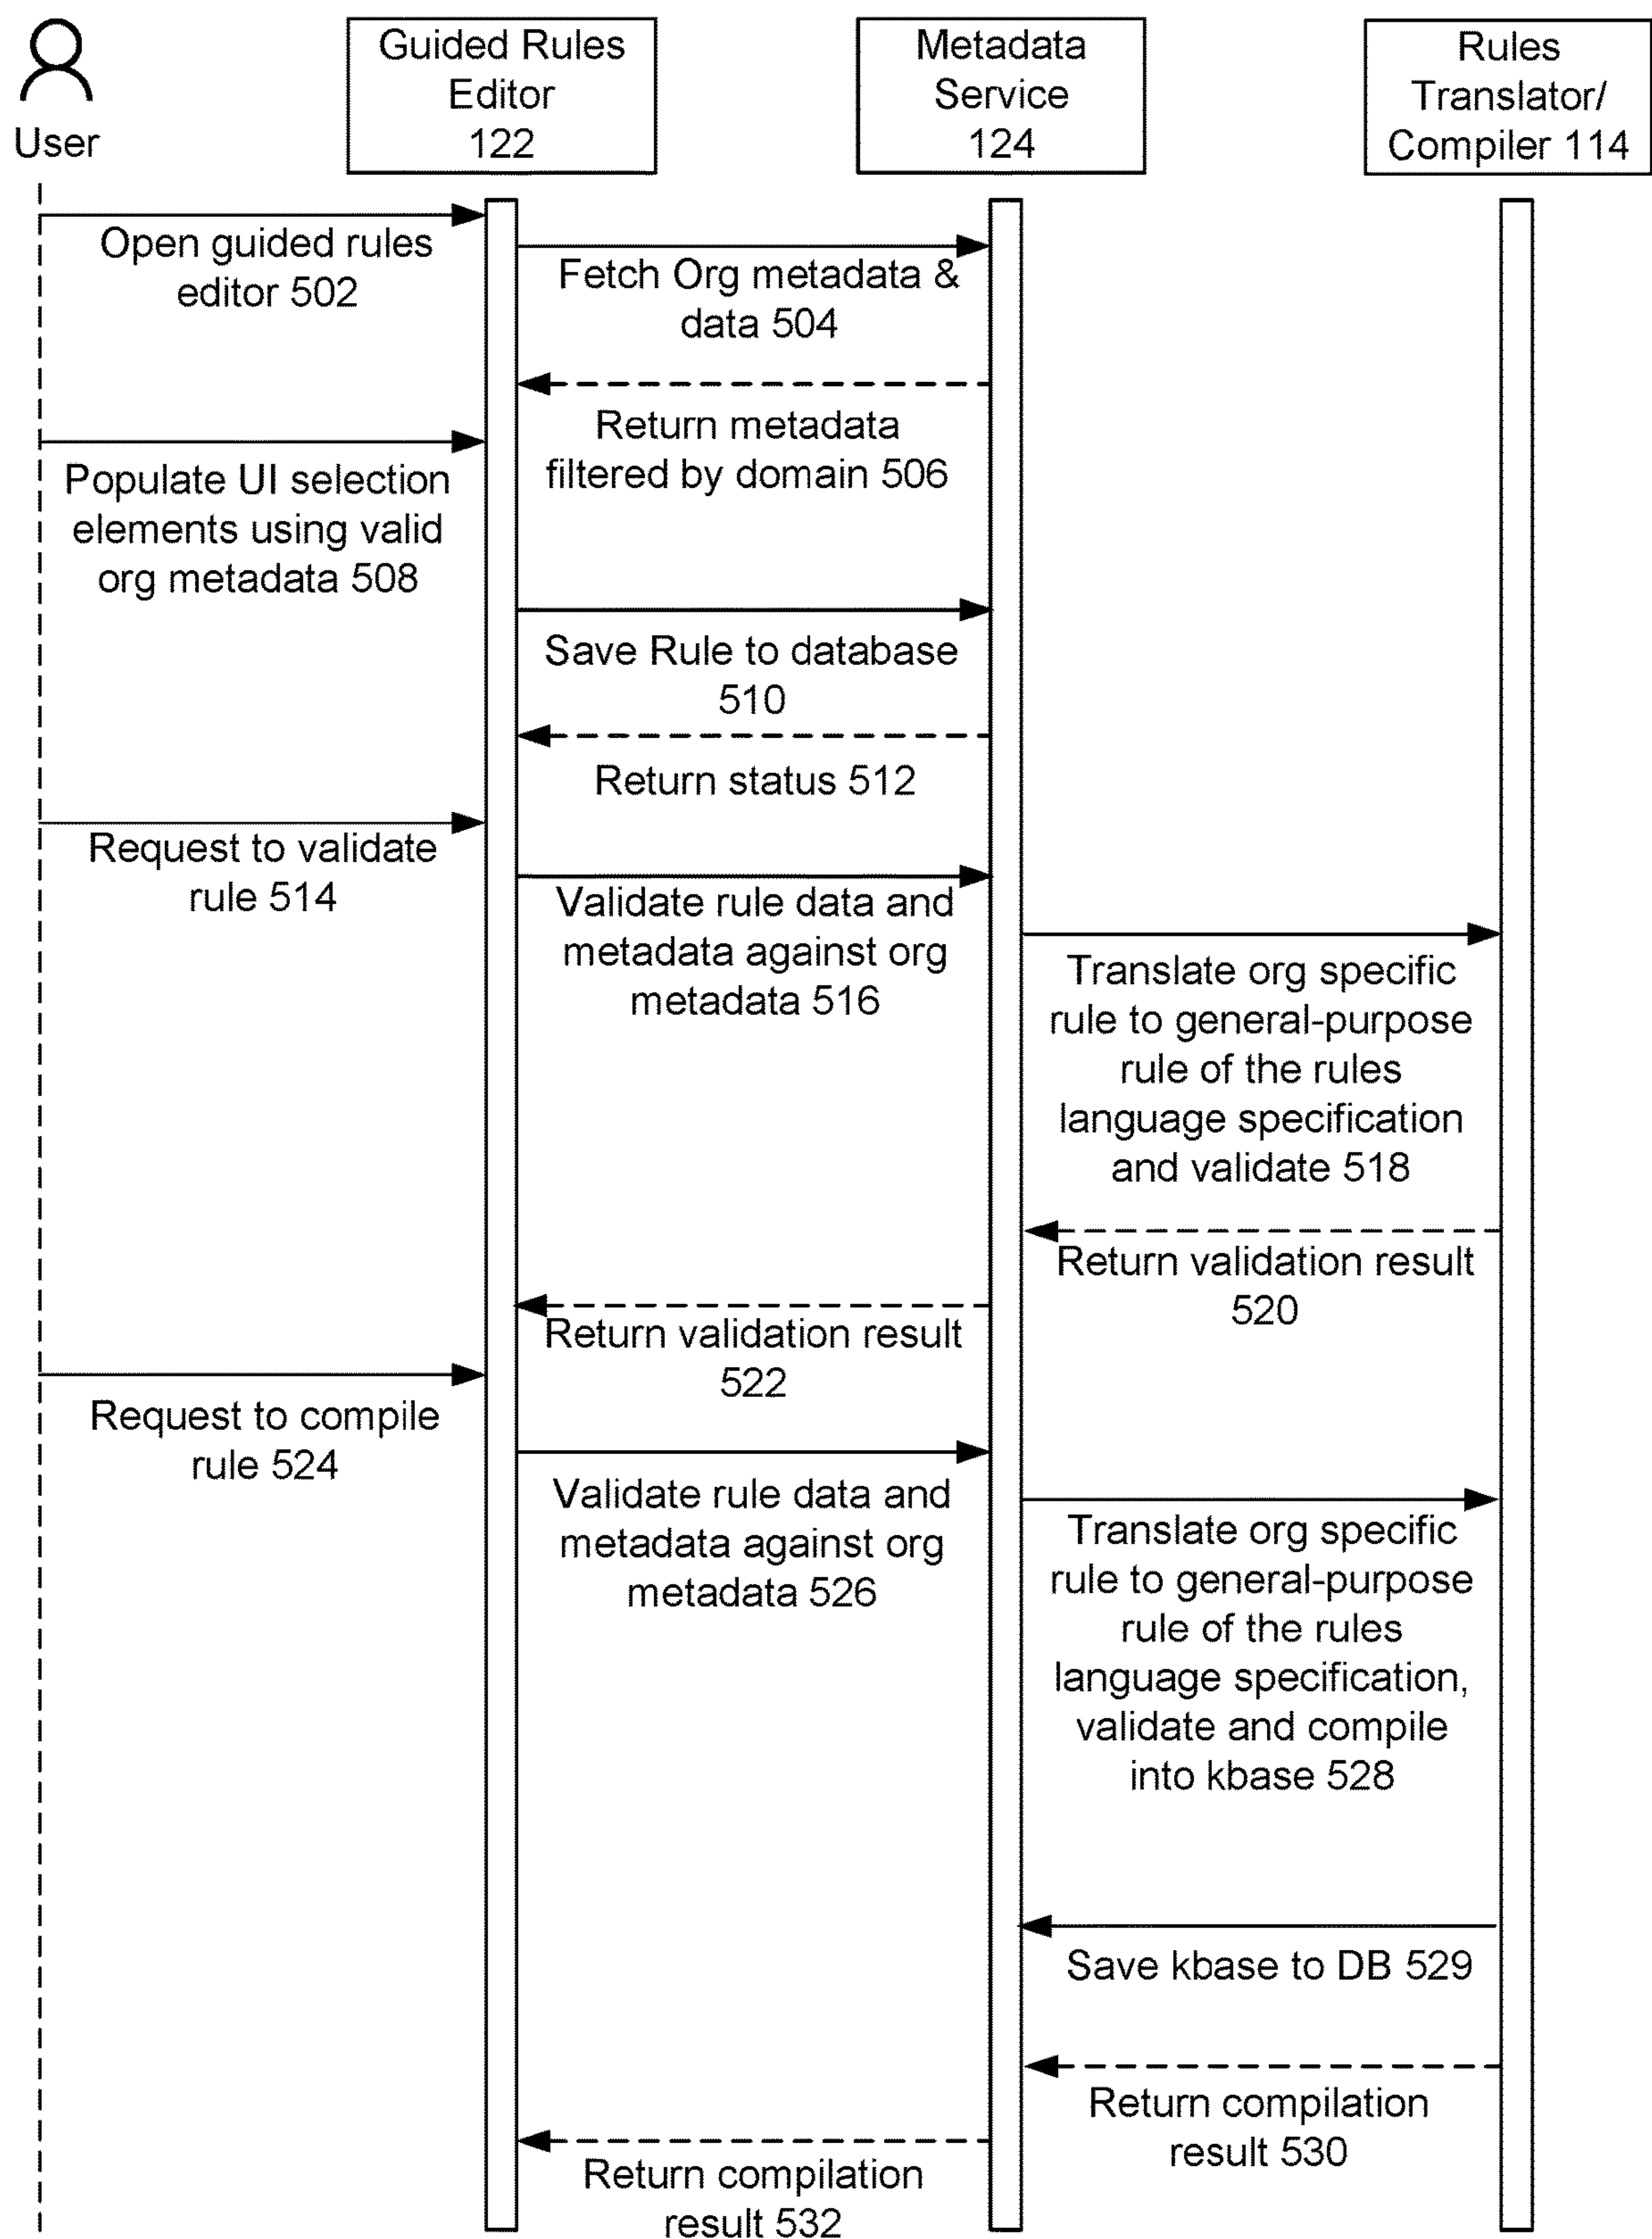 User
Guided Rules
Editor
122
Metadata
Service
124
Rules
Translator/
Compiler 114
Open guided rules
editor 502
Fetch Org metadata &
data 504
Return metadata
filtered by domain 506
Populate UI selection
elements using valid
org metadata 508
Save Rule to database
510
Return status 512
Request to validate
rule 514
Validate rule data and
metadata against org
metadata 516
Translate org specific
rule to general-purpose
rule of the rules
language specification
and validate 518
Return validation result
520
Return validation result
522
Request to compile
rule 524
Validate rule data and
metadata against org
metadata 526
Translate org specific
rule to general-purpose
rule of the rules
language specification,
validate and compile
into kbase 528
Save kbase to DB 529
Return compilation
result 530
Return compilation
result 532